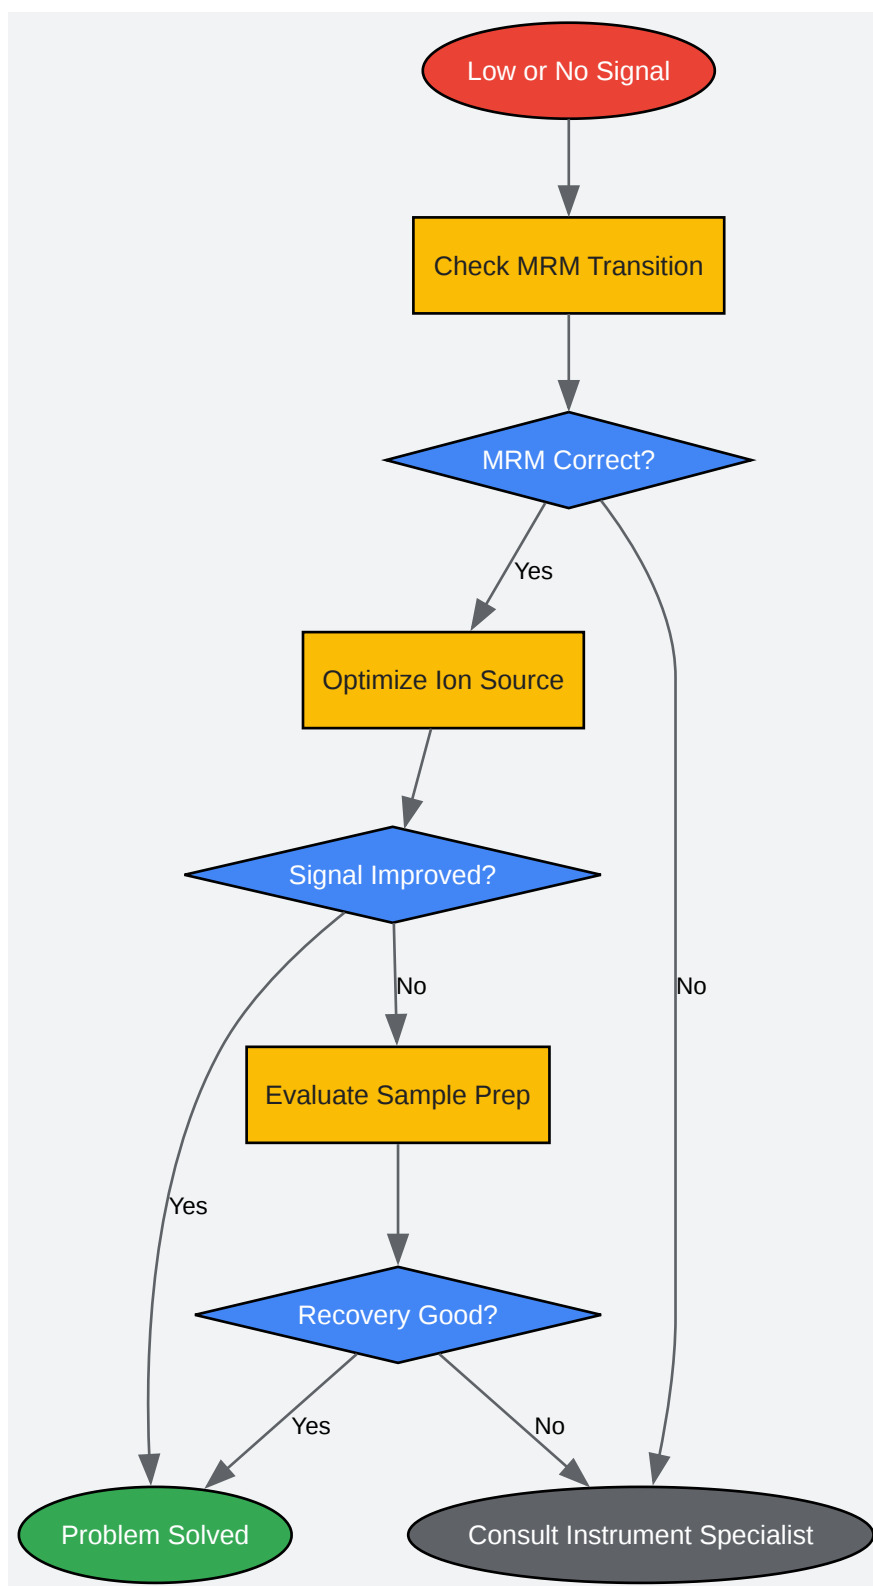 Low or No Signal
Check MRM Transition
MRM Correct?
Yes
Optimize Ion Source
Signal Improved?
No
No
Evaluate Sample Prep
Yes
Recovery Good?
Yes
No
Problem Solved
Consult Instrument Specialist